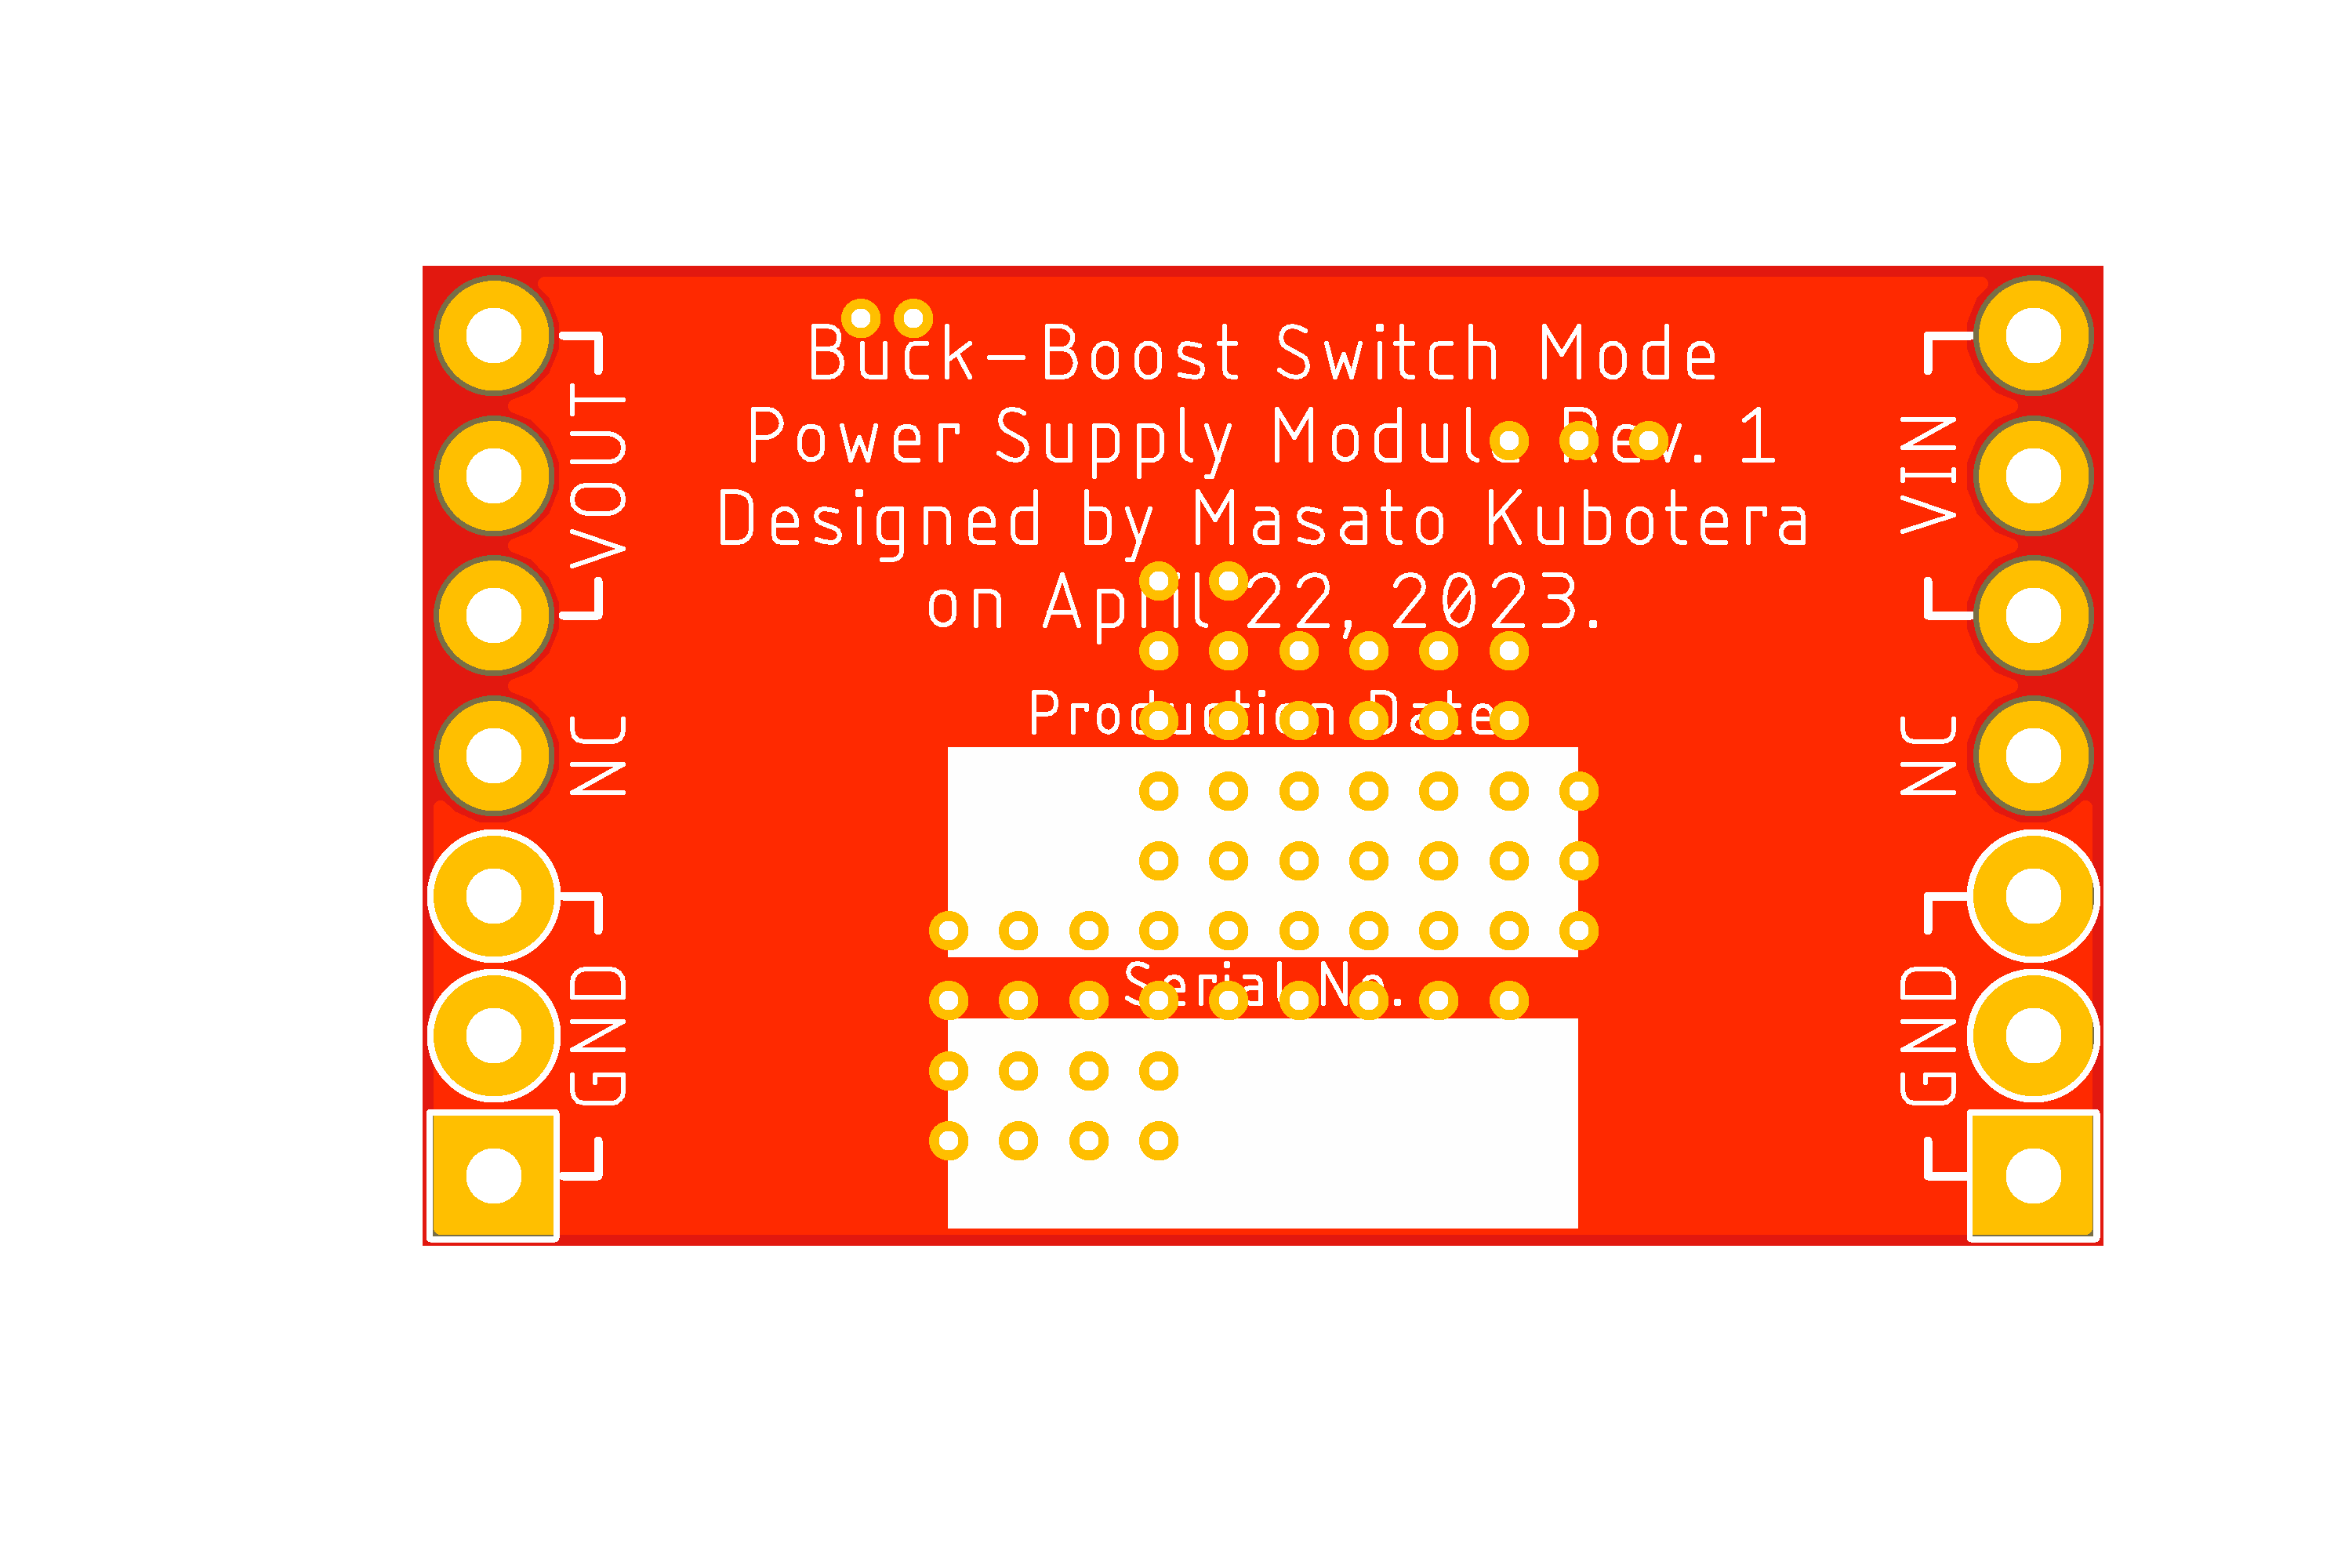 Buck-Boost Switch Mode
Power Supply Module Rev. 1
Designed by Masato Kubotera
on April 22, 2023.
Production Date
Serial No.
VOUT
NC
GND
VIN
NC
GND